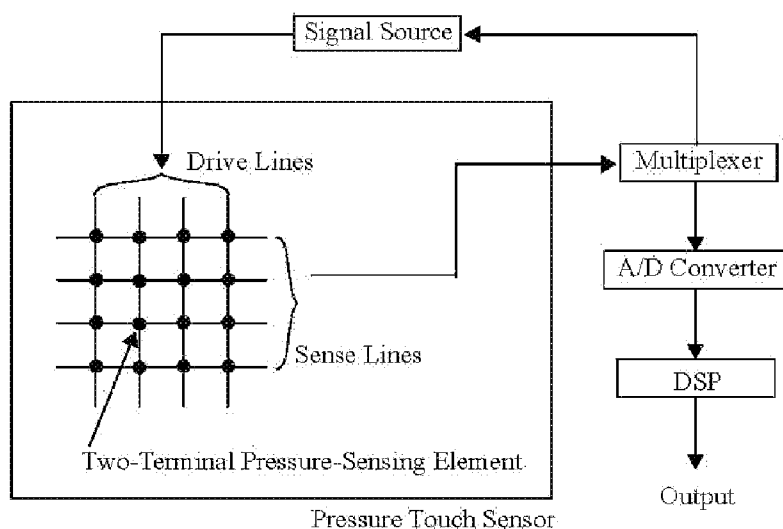 Signal Source
Drive Lines
Multiplexer
A/D Converter
Sense Lines
DSP
Two-Terminal Pressure-Sensing Element
Output
Pressure Touch Sensor